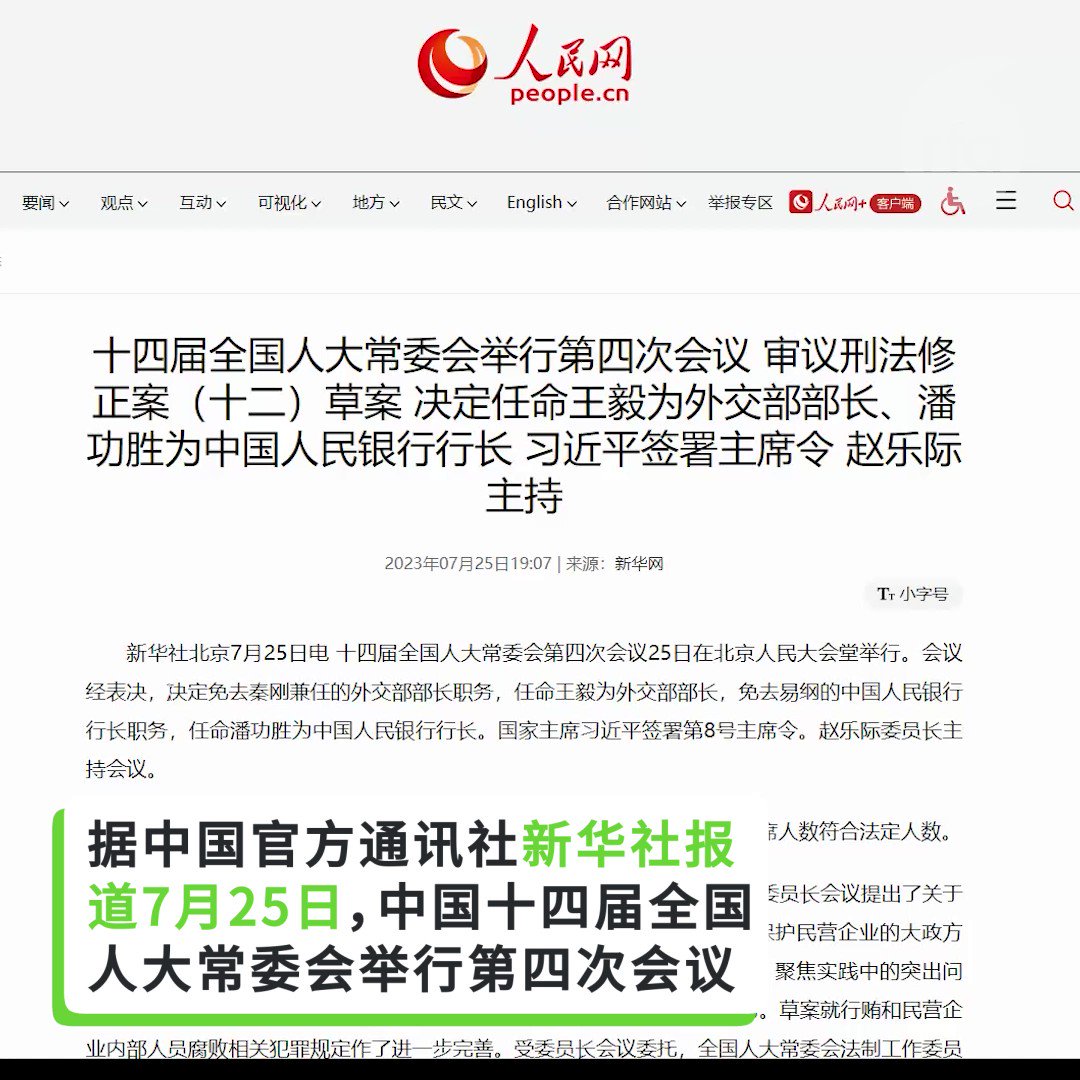 人民网
people.cn
rfa
要闻 观点 互动 可视化 地方 民文 English 合作网站 举报专区 人民网+ 客户端
十四届全国人大常委会举行第四次会议 审议刑法修
正案（十二）草案 决定任命王毅为外交部部长、潘
功胜为中国人民银行行长 习近平签署主席令 赵乐际
主持
2023年07月25日19:07 | 来源：新华网
TT 小字号
新华社北京7月25日电 十四届全国人大常委会第四次会议25日在北京人民大会堂举行。会议
经表决，决定免去秦刚兼任的外交部部长职务，任命王毅为外交部部长，免去易纲的中国人民银行
行长职务，任命潘功胜为中国人民银行行长。国家主席习近平签署第8号主席令。赵乐际委员长主
持会议。
席人数符合法定人数。
委员长会议提出了关于
保护民营企业的大政方
聚焦实践中的突出问
。草案就行贿和民营企
业内部人员腐败相关犯罪规定作了进一步完善。受委员长会议委托，全国人大常委会法制工作委员
据中国官方通讯社新华社报
道7月25日，中国十四届全国
人大常委会举行第四次会议